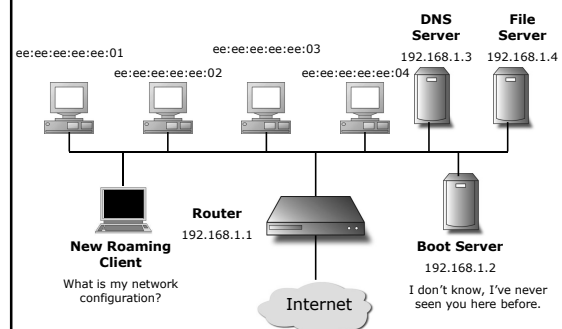 DNS
Server
192.168.1.3
File
Server
192.168.1.4
ee:ee:ee:ee:ee:01
ee:ee:ee:ee:ee:02
ee:ee:ee:ee:ee:03
ee:ee:ee:ee:ee:04
New Roaming
Client
What is my network
configuration?
Router
192.168.1.1
Internet
Boot Server
192.168.1.2
I don't know, I've never
seen you here before.